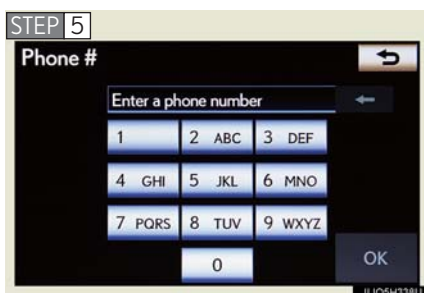 STEP 5
Phone #
Enter a phone number
1 2 ABC 3 DEF
4 GHI 5 JKL 6 MNO
7 PQRS 8 TUV 9 WXYZ
0 OK